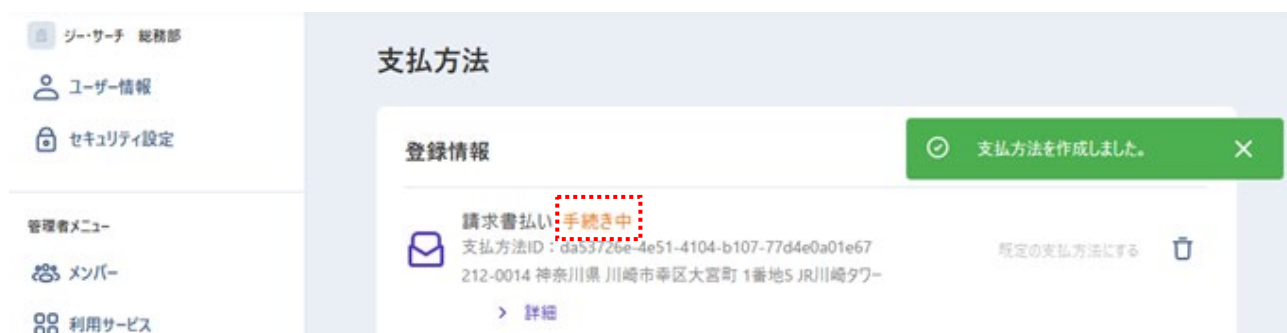 ジー・サーチ 総務部
ユーザー情報
セキュリティ設定
管理者メニュー
メンバー
利用サービス
支払方法
登録情報
支払方法を作成しました。
請求書払い 手続き中
支払方法ID:da53726e-4e51-4104-b107-77d4e0a01e67
212-0014 神奈川県 川崎市幸区大宮町 1番地5 JR川崎タワー
既定の支払方法にする
詳細